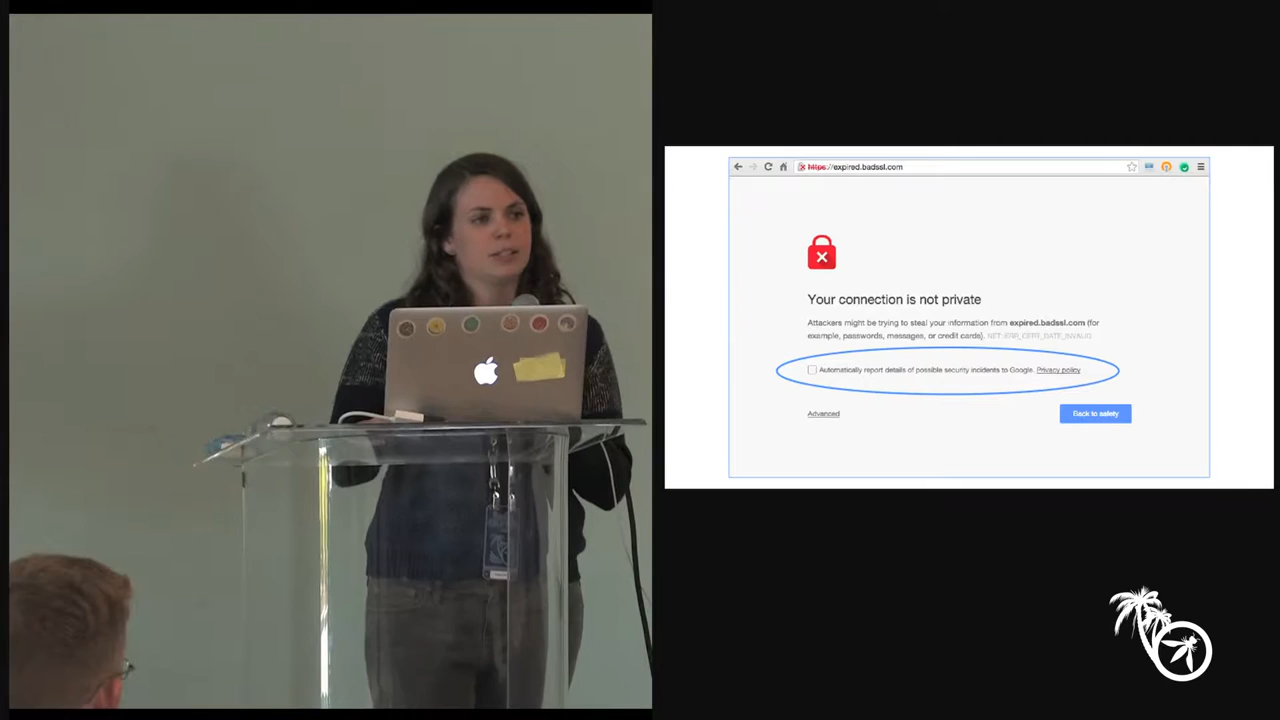 https://expired.badssl.com
Your connection is not private
Attackers might be trying to steal your information from expired.badssl.com (for
example, passwords, messages, or credit cards). NET::ERR_CERT_DATE_INVALID
Automatically report details of possible security incidents to Google. Privacy policy
Advanced
Back to safety